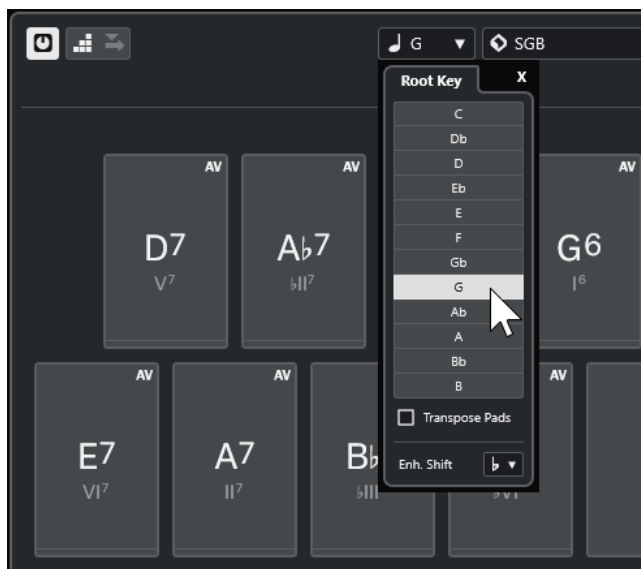 G
SGB
Root Key
X
C
Db
D
Eb
E
F
Gb
G
Ab
A
Bb
B
Transpose Pads
Enh. Shift ♭
AV
D7
V7
AV
A♭7
♭II7
AV
G6
I6
AV
E7
VI7
AV
A7
II7
B♭
♭III
AV
♭VI